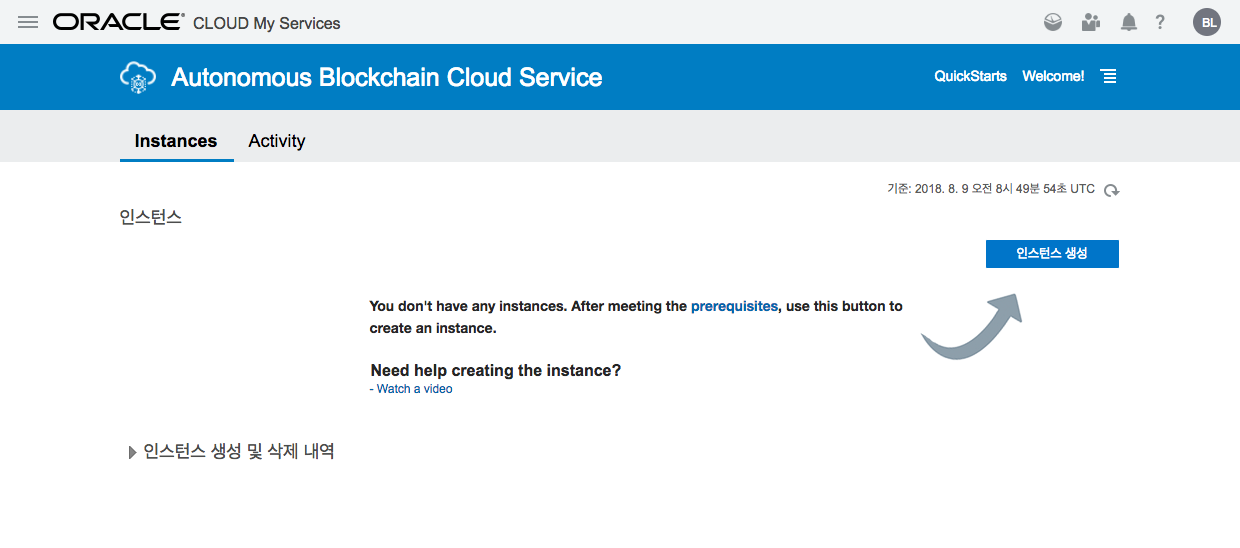 ORACLE® CLOUD My Services
? BL
Autonomous Blockchain Cloud Service
QuickStarts Welcome!
Instances Activity
기준: 2018. 8. 9 오전 8시 49분 54초 UTC
인스턴스
인스턴스 생성
You don't have any instances. After meeting the prerequisites, use this button to
create an instance.
Need help creating the instance?
- Watch a video
인스턴스 생성 및 삭제 내역